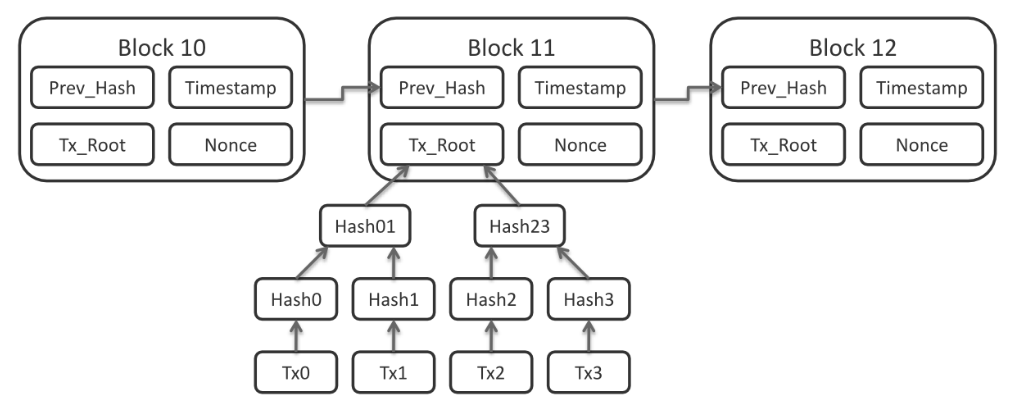 Block 10
Prev_Hash
Timestamp
Tx_Root
Nonce
Block 11
Prev_Hash
Timestamp
Tx_Root
Nonce
Block 12
Prev_Hash
Timestamp
Tx_Root
Nonce
Hash01
Hash23
Hash0
Hash1
Hash2
Hash3
Tx0
Tx1
Tx2
Tx3